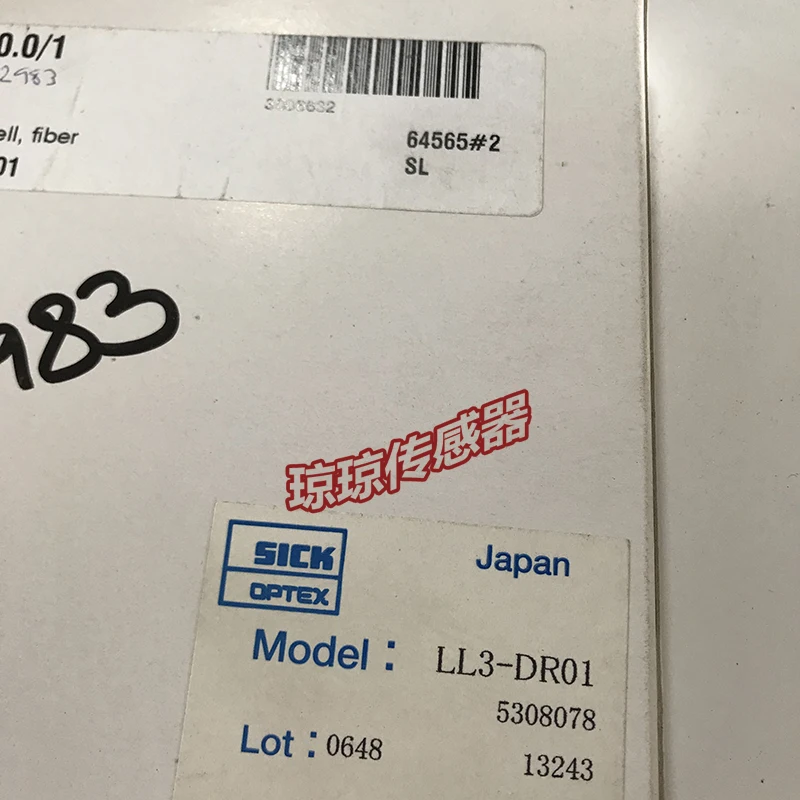 0.0/1
2983
ell, fiber
01
64565#2
SL
983
琼琼传感器
SICK
OPTEX
Japan
Model : LL3-DR01
5308078
Lot : 0648
13243